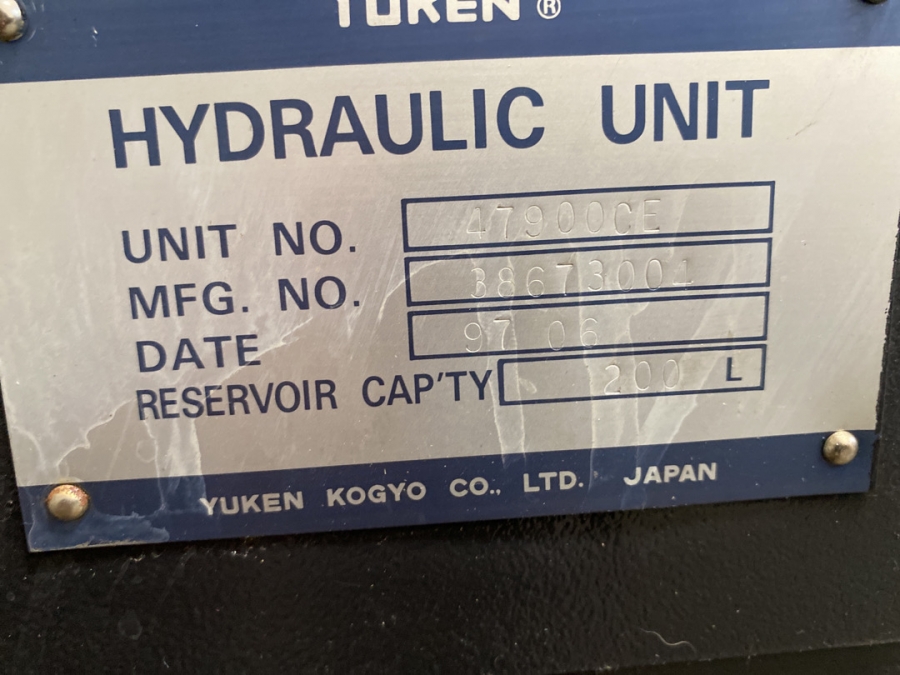 YUKEN ®
HYDRAULIC UNIT
UNIT NO. 47900CE
MFG. NO. 38673001
DATE 97 06
RESERVOIR CAP'TY 200 L
YUKEN KOGYO CO., LTD. JAPAN